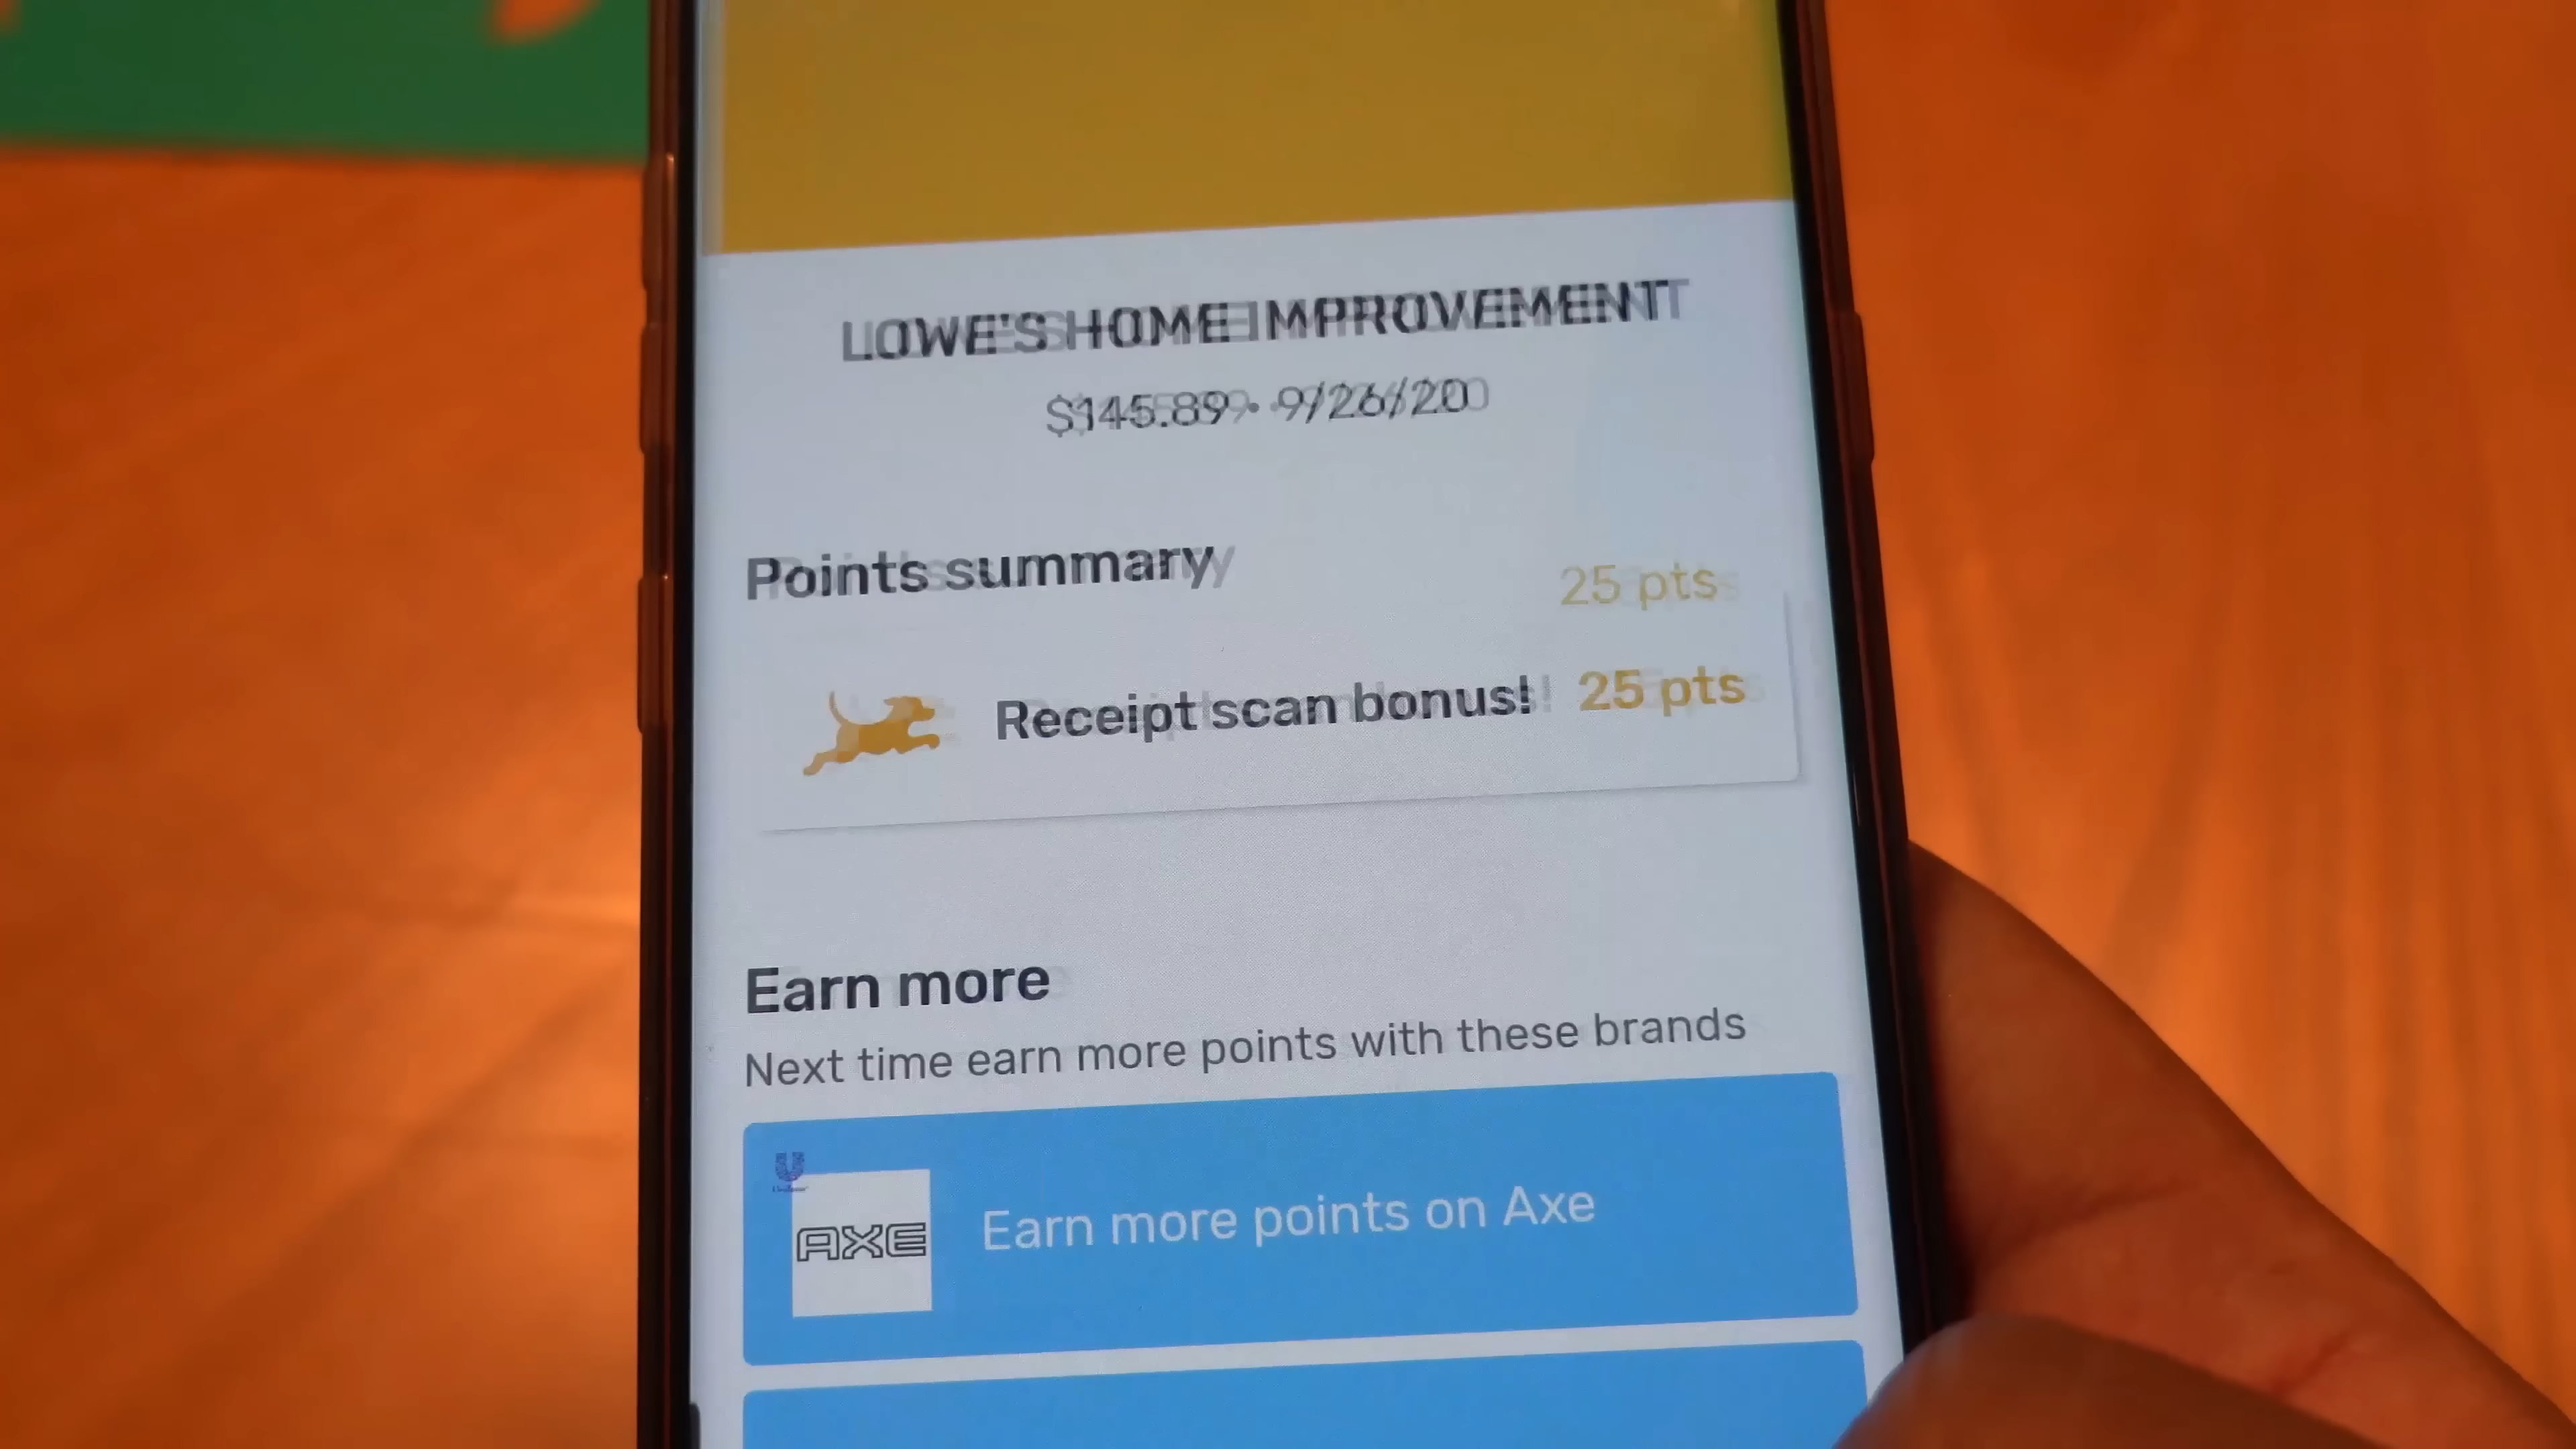 LOWE'S HOME IMPROVEMENT
$145.89 • 9/26/20
Points summary
25 pts
Receipt scan bonus! 25 pts
Earn more
Next time earn more points with these brands
AXE
Earn more points on Axe